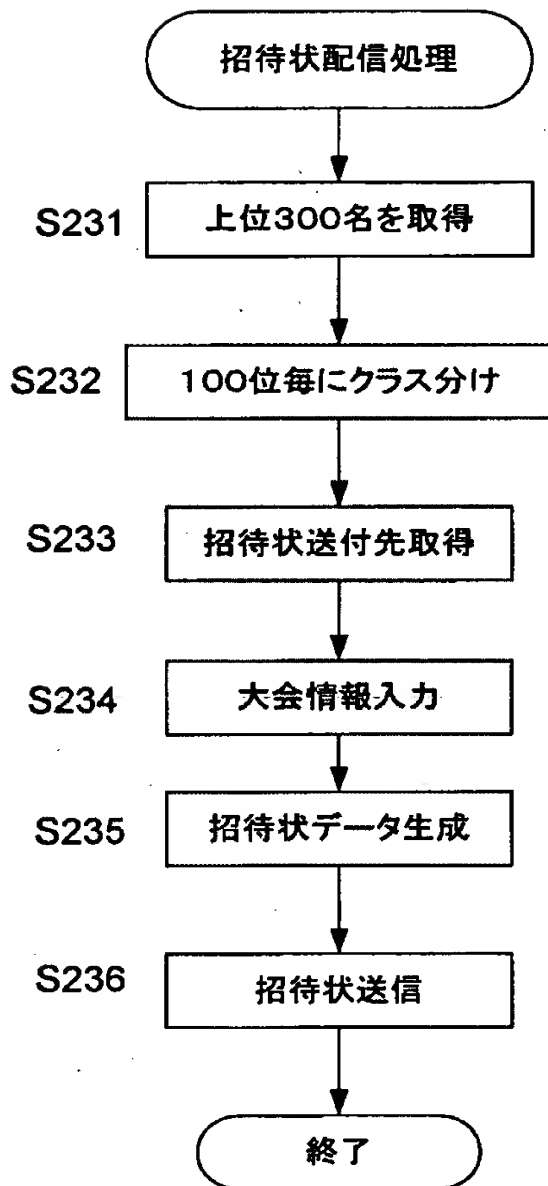 招待状配信処理
S231
上位300名を取得
S232
100位毎にクラス分け
S233
招待状送付先取得
S234
大会情報入力
S235
招待状データ生成
S236
招待状送信
終了